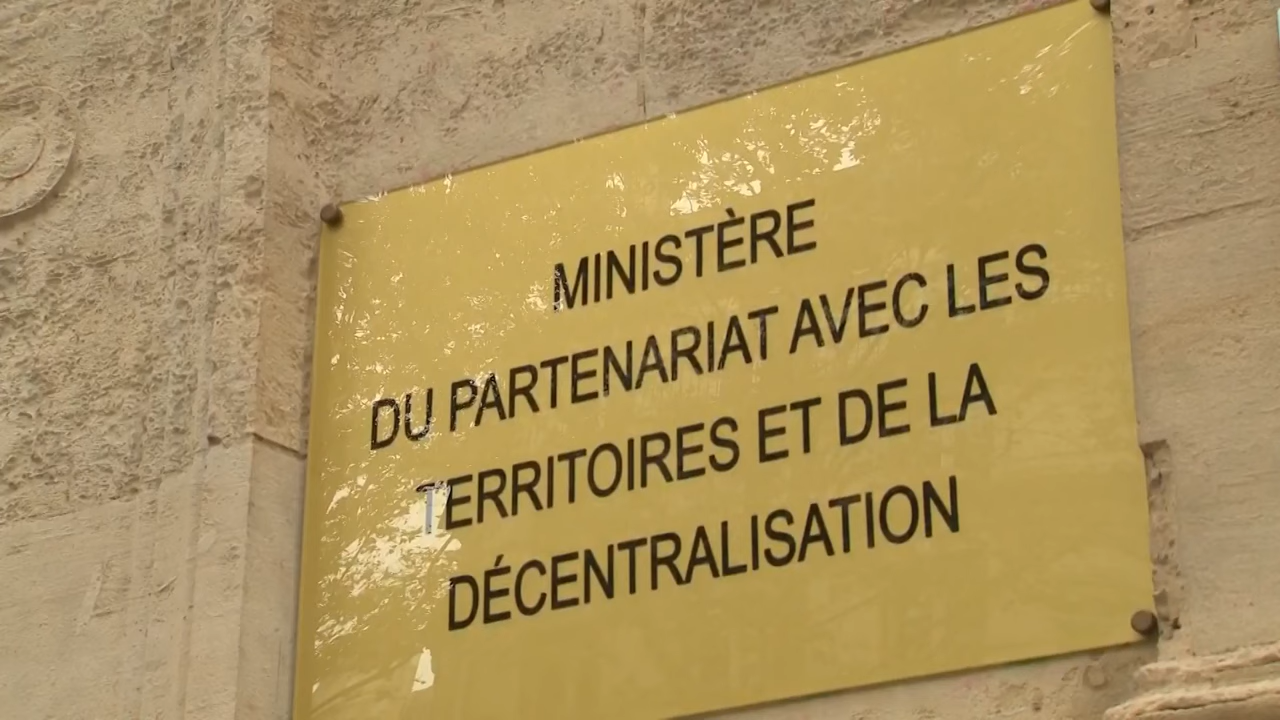 MINISTÈRE
DU PARTENARIAT AVEC LES
TERRITOIRES ET DE LA
DÉCENTRALISATION